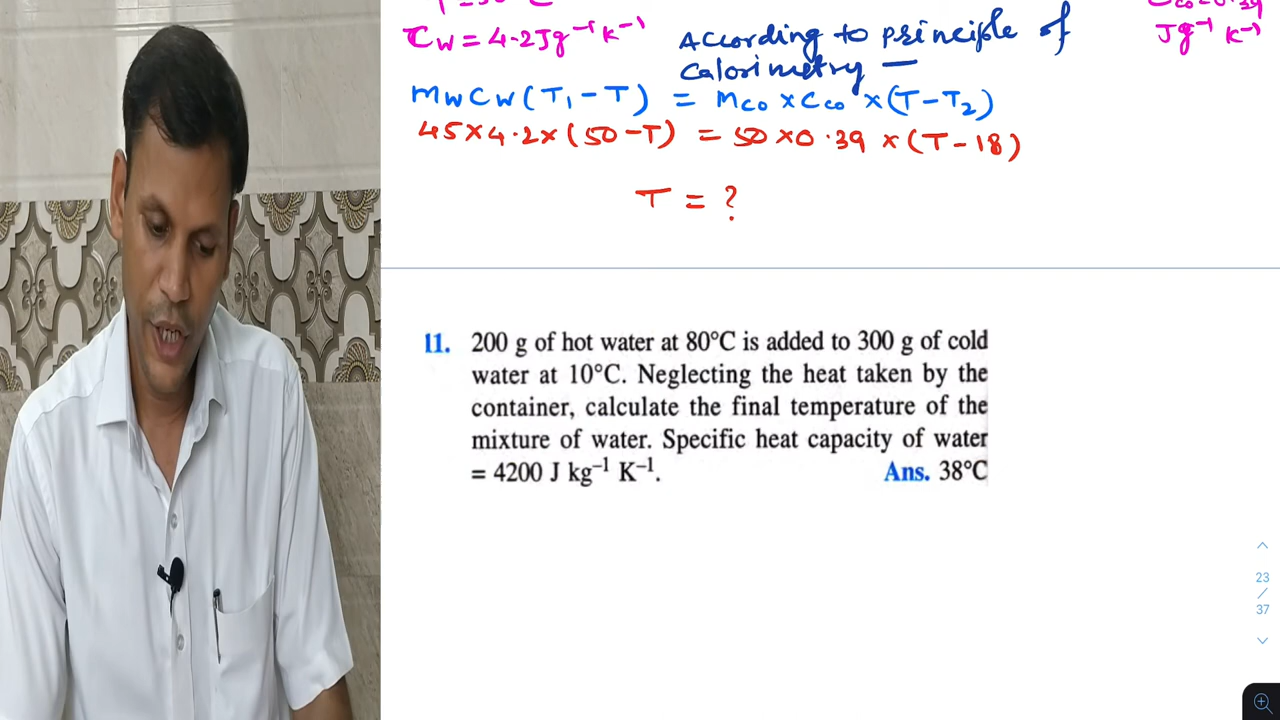 Cw = 4.2 Jg⁻¹ K⁻¹
According to principle of
Jg⁻¹ K⁻¹
calorimetry —
MwCw(T₁ – T) = Mco × Cco × (T – T₂)
45 × 4.2 × (50 – T) = 50 × 0.39 × (T – 18)
T = ?
11. 200 g of hot water at 80°C is added to 300 g of cold
water at 10°C. Neglecting the heat taken by the
container, calculate the final temperature of the
mixture of water. Specific heat capacity of water
= 4200 J kg⁻¹ K⁻¹. Ans. 38°C
23
/
37